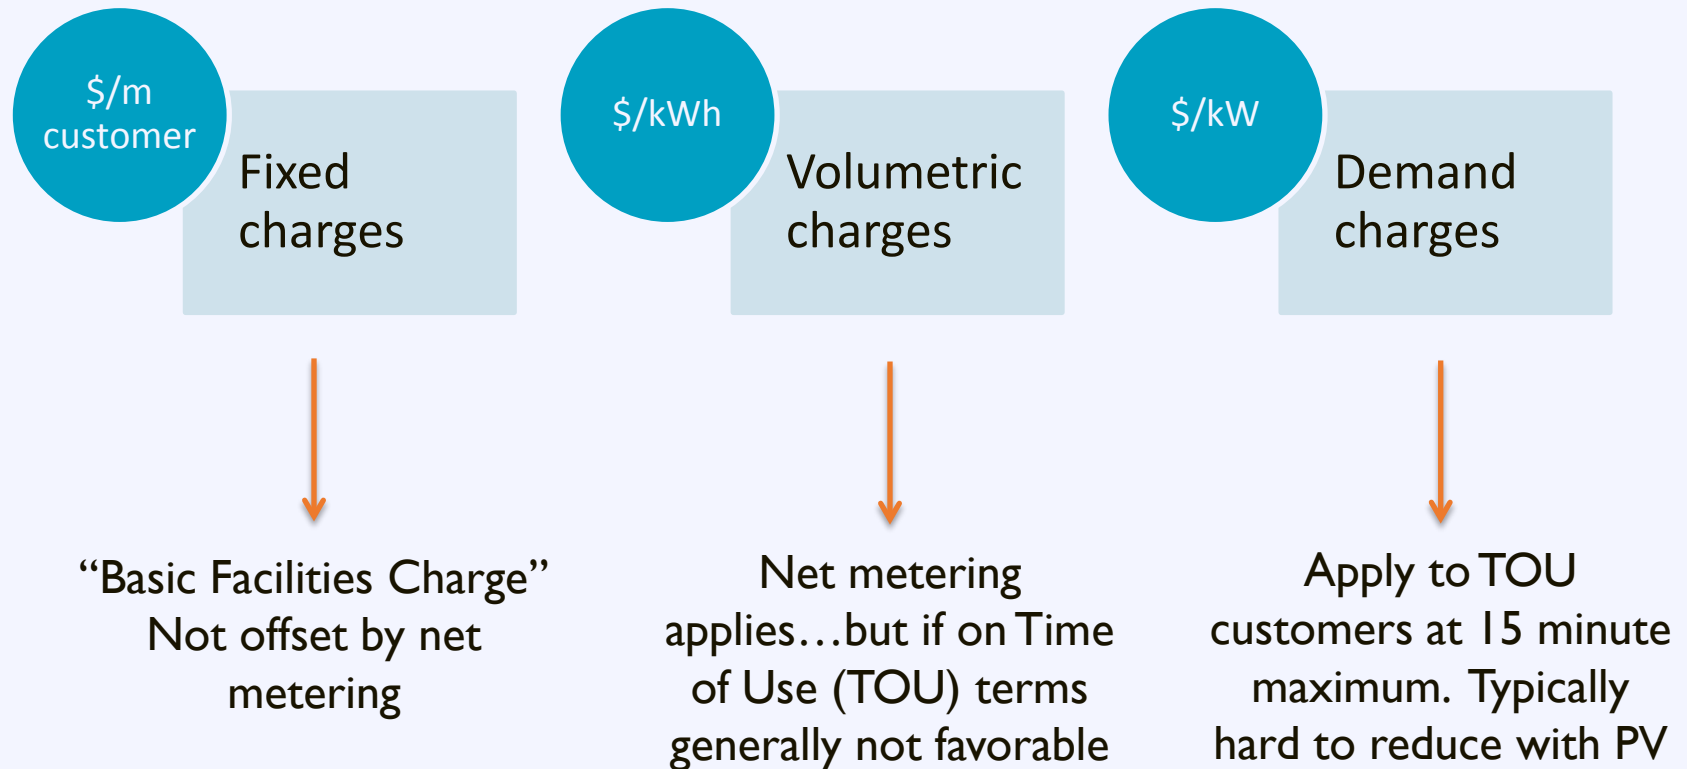 $/m
customer
Fixed
charges
“Basic Facilities Charge”
Not offset by net
metering
$/kWh
Volumetric
charges
Net metering
applies…but if on Time
of Use (TOU) terms
generally not favorable
$/kW
Demand
charges
Apply to TOU
customers at 15 minute
maximum. Typically
hard to reduce with PV